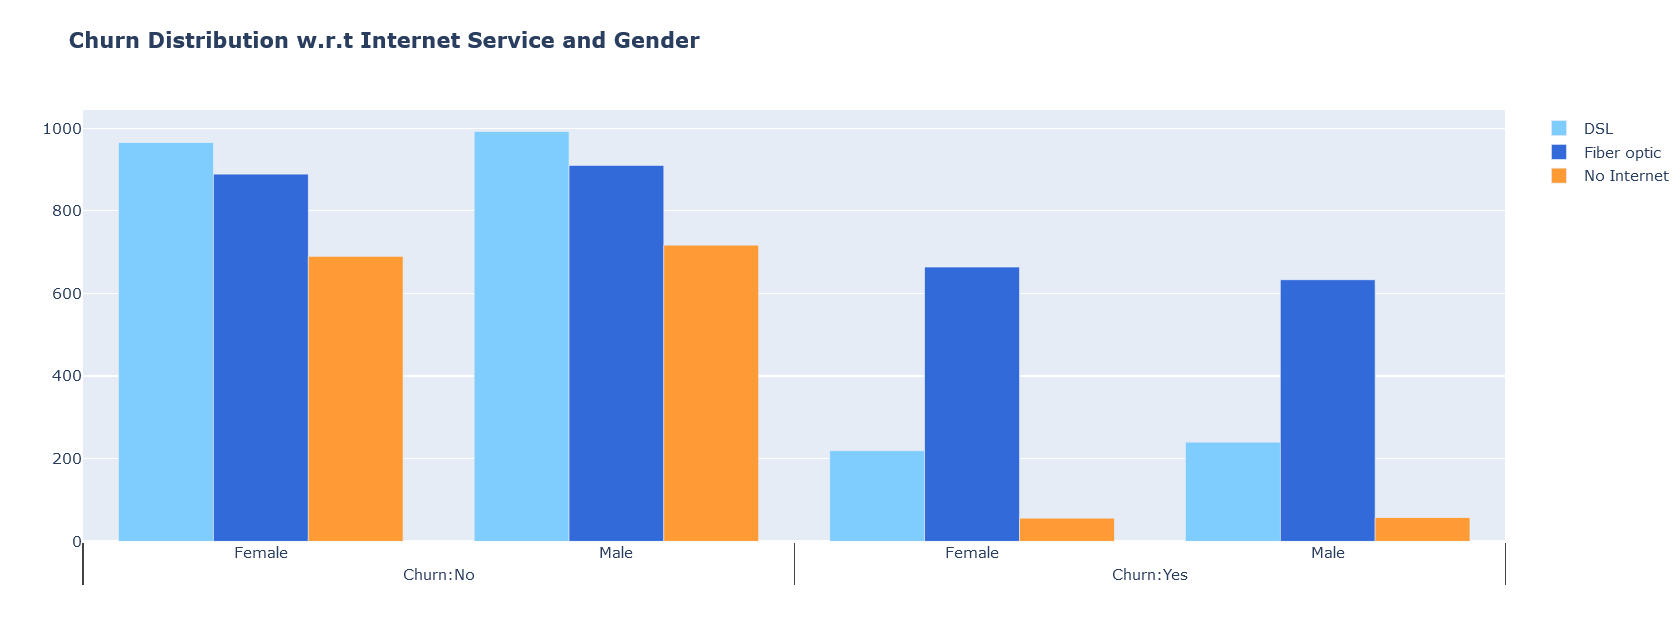 Churn Distribution w.r.t Internet Service and Gender
1000
800
600
400
200
0
DSL
Fiber optic
No Internet
Female
Male
Female
Male
Churn:No
Churn:Yes